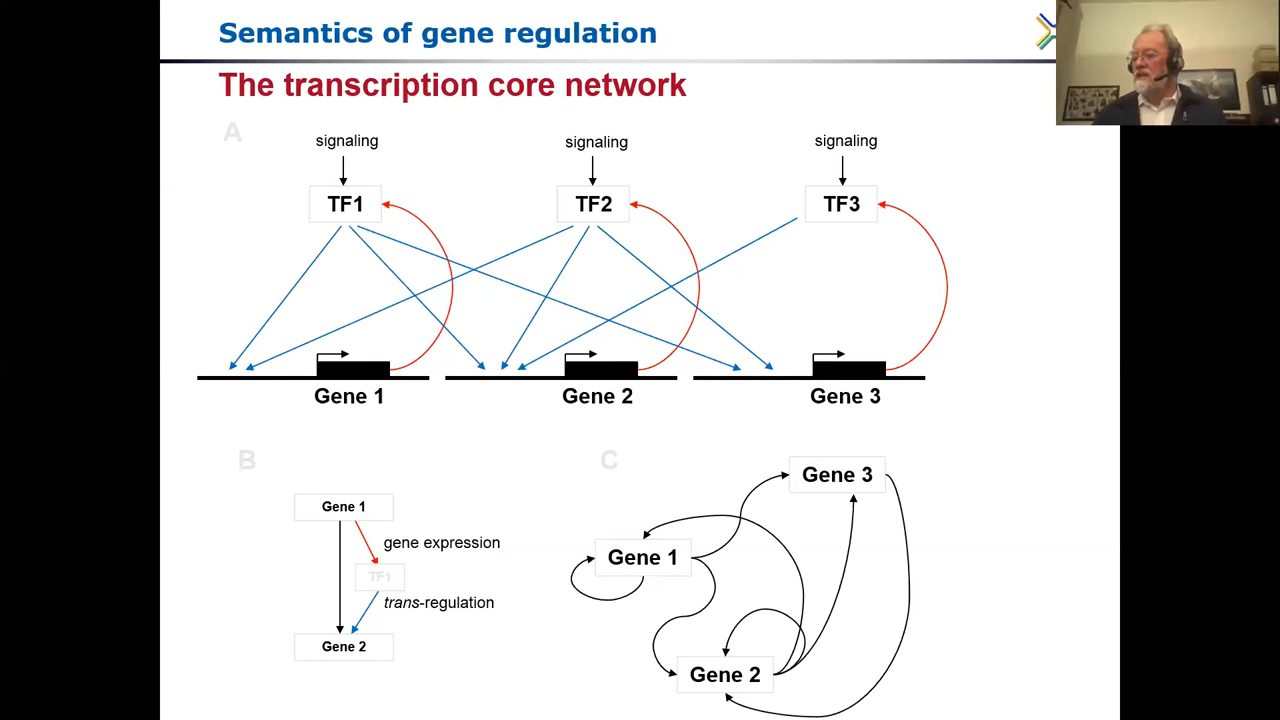 Semantics of gene regulation
The transcription core network
A
signaling signaling signaling
TF1 TF2 TF3
Gene 1 Gene 2 Gene 3
B
Gene 1
gene expression
TF1
trans-regulation
Gene 2
C
Gene 3
Gene 1
Gene 2